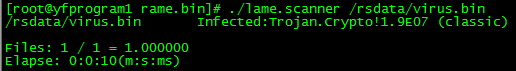 [root@yfprogram1 rame.bin]# ./lame.scanner /rsdata/virus.bin
/rsdata/virus.bin       Infected:Trojan.Crypto!1.9E07 (classic)
Files: 1 / 1 = 1.000000
Elapse: 0:0:10(m:s:ms)